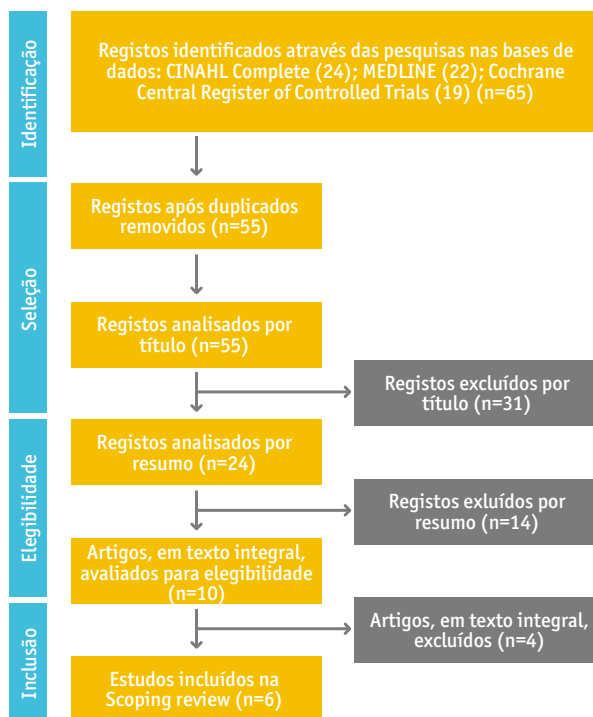 Identificação
Registos identificados através das pesquisas nas bases de
dados: CINAHL Complete (24); MEDLINE (22); Cochrane
Central Register of Controlled Trials (19) (n=65)
Seleção
Registos após duplicados
removidos (n=55)
Registos analisados por
título (n=55)
Registos excluídos por
título (n=31)
Elegibilidade
Registos analisados por
resumo (n=24)
Registos exluídos por
resumo (n=14)
Artigos, em texto integral,
avaliados para elegibilidade
(n=10)
Inclusão
Artigos, em texto integral,
excluídos (n=4)
Estudos incluídos na
Scoping review (n=6)